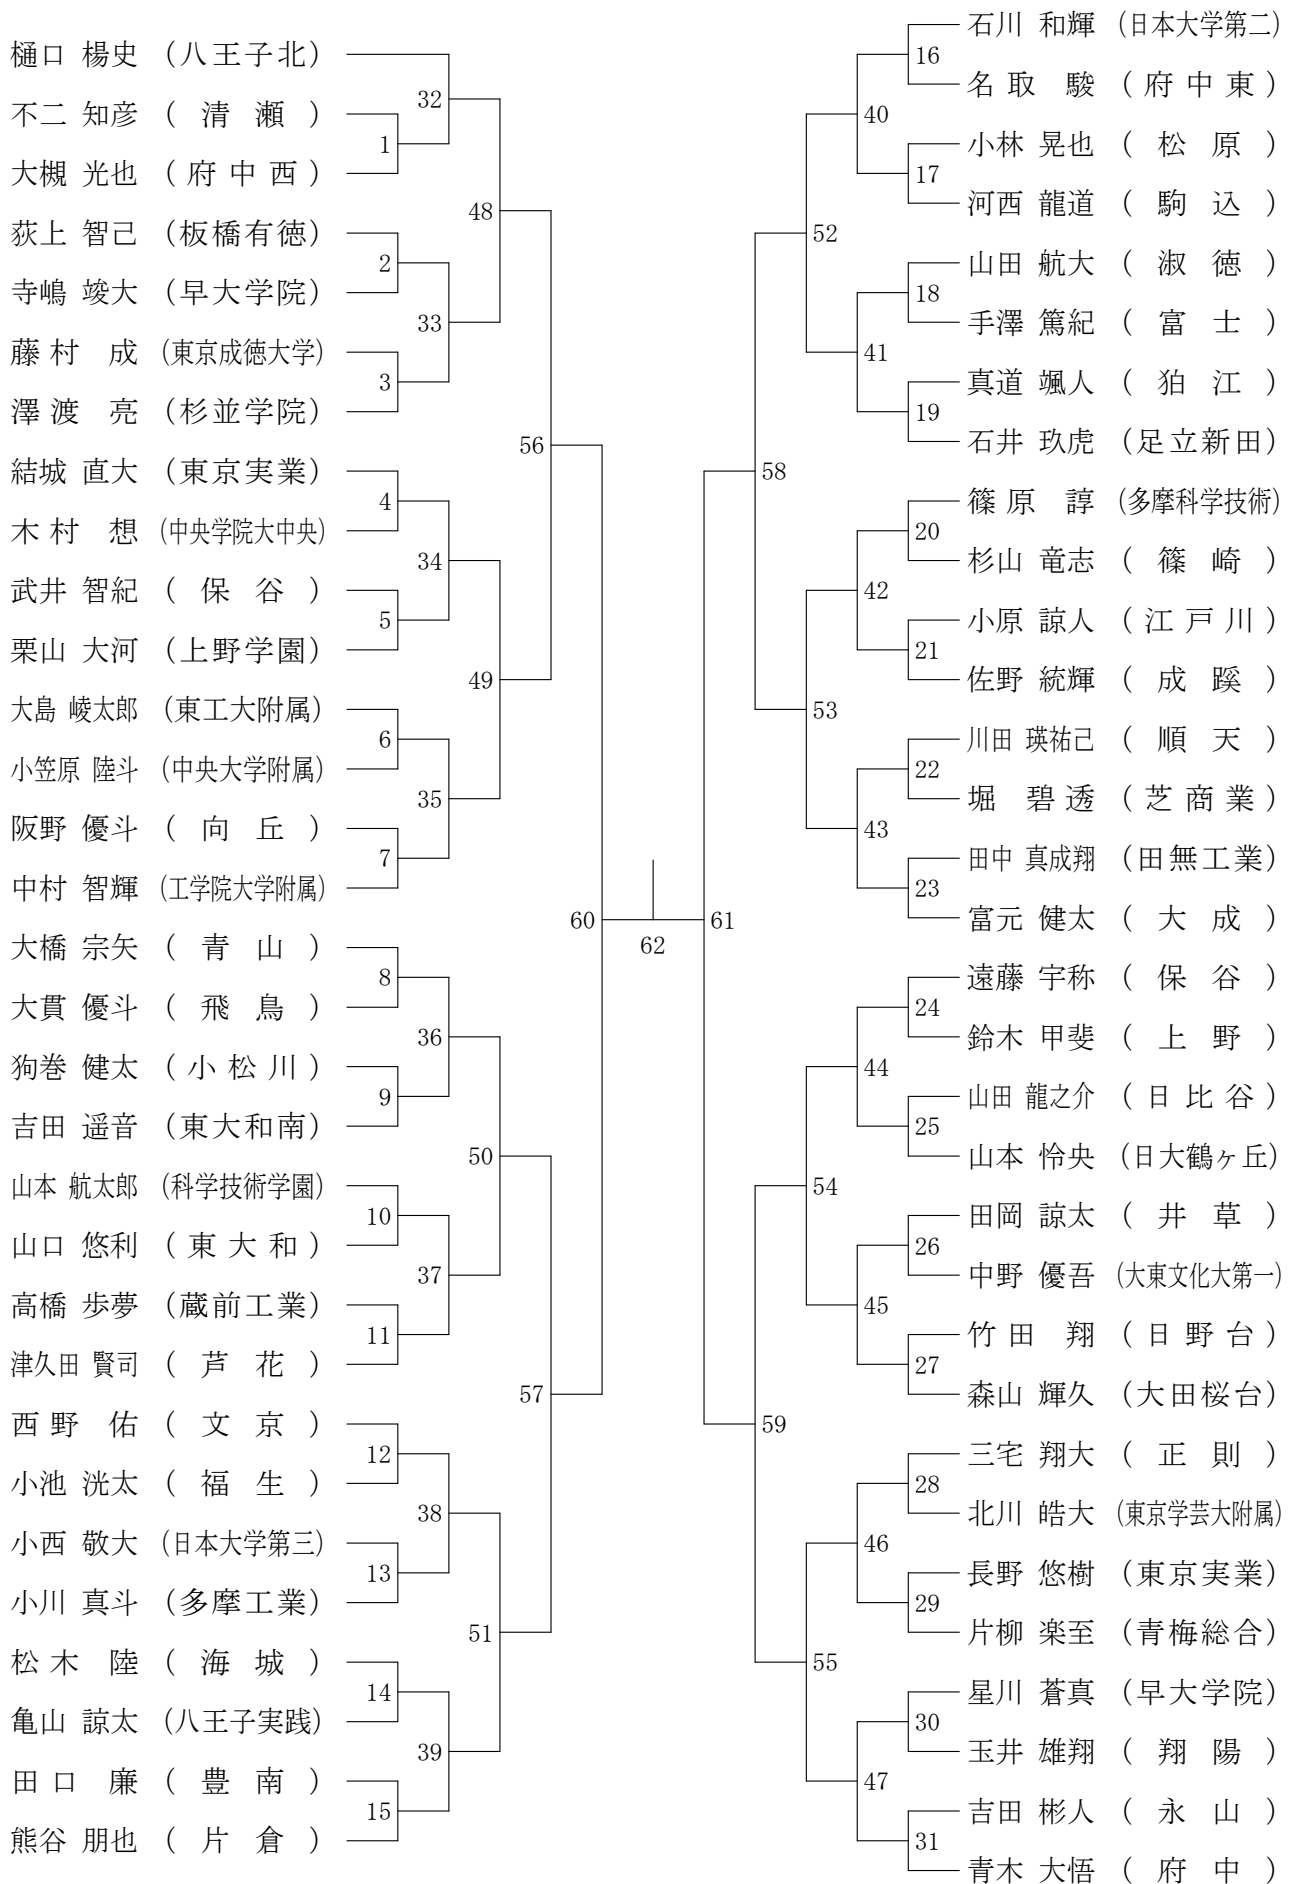 樋口 楊史 (八王子北)
不二 知彦 (清瀬)
1
大槻 光也 (府中西)
32
荻上 智己 (板橋有徳)
2
寺嶋 竣大 (早大学院)
藤村 成 (東京成徳大学)
3
澤渡 亮 (杉並学院)
33
48
結城 直大 (東京実業)
4
木村 想 (中央学院大中央)
武井 智紀 (保谷)
5
栗山 大河 (上野学園)
34
大島 崚太郎 (東工大附属)
6
小笠原 陸斗 (中央大学附属)
阪野 優斗 (向丘)
7
中村 智輝 (工学院大学附属)
35
49
56
大橋 宗矢 (青山)
8
大貫 優斗 (飛鳥)
狗巻 健太 (小松川)
9
吉田 遥音 (東大和南)
36
山本 航太郎 (科学技術学園)
10
山口 悠利 (東大和)
高橋 歩夢 (蔵前工業)
11
津久田 賢司 (芦花)
37
50
西野 佑 (文京)
12
小池 洸太 (福生)
小西 敬大 (日本大学第三)
13
小川 真斗 (多摩工業)
38
松木 陸 (海城)
14
亀山 諒太 (八王子実践)
田口 廉 (豊南)
15
熊谷 朋也 (片倉)
39
51
57
60
62
61
石川 和輝 (日本大学第二)
16
名取 駿 (府中東)
小林 晃也 (松原)
17
河西 龍道 (駒込)
40
山田 航大 (淑徳)
18
手澤 篤紀 (富士)
真道 颯人 (狛江)
19
石井 玖虎 (足立新田)
41
52
篠原 諄 (多摩科学技術)
20
杉山 竜志 (篠崎)
小原 諒人 (江戸川)
21
佐野 統輝 (成蹊)
42
川田 瑛祐己 (順天)
22
堀 碧透 (芝商業)
田中 真成翔 (田無工業)
23
富元 健太 (大成)
43
53
58
遠藤 宇称 (保谷)
24
鈴木 甲斐 (上野)
山田 龍之介 (日比谷)
25
山本 怜央 (日大鶴ヶ丘)
44
田岡 諒太 (井草)
26
中野 優吾 (大東文化大第一)
竹田 翔 (日野台)
27
森山 輝久 (大田桜台)
45
54
三宅 翔大 (正則)
28
北川 皓大 (東京学芸大附属)
長野 悠樹 (東京実業)
29
片柳 楽至 (青梅総合)
46
星川 蒼真 (早大学院)
30
玉井 雄翔 (翔陽)
吉田 彬人 (永山)
31
青木 大悟 (府中)
47
55
59